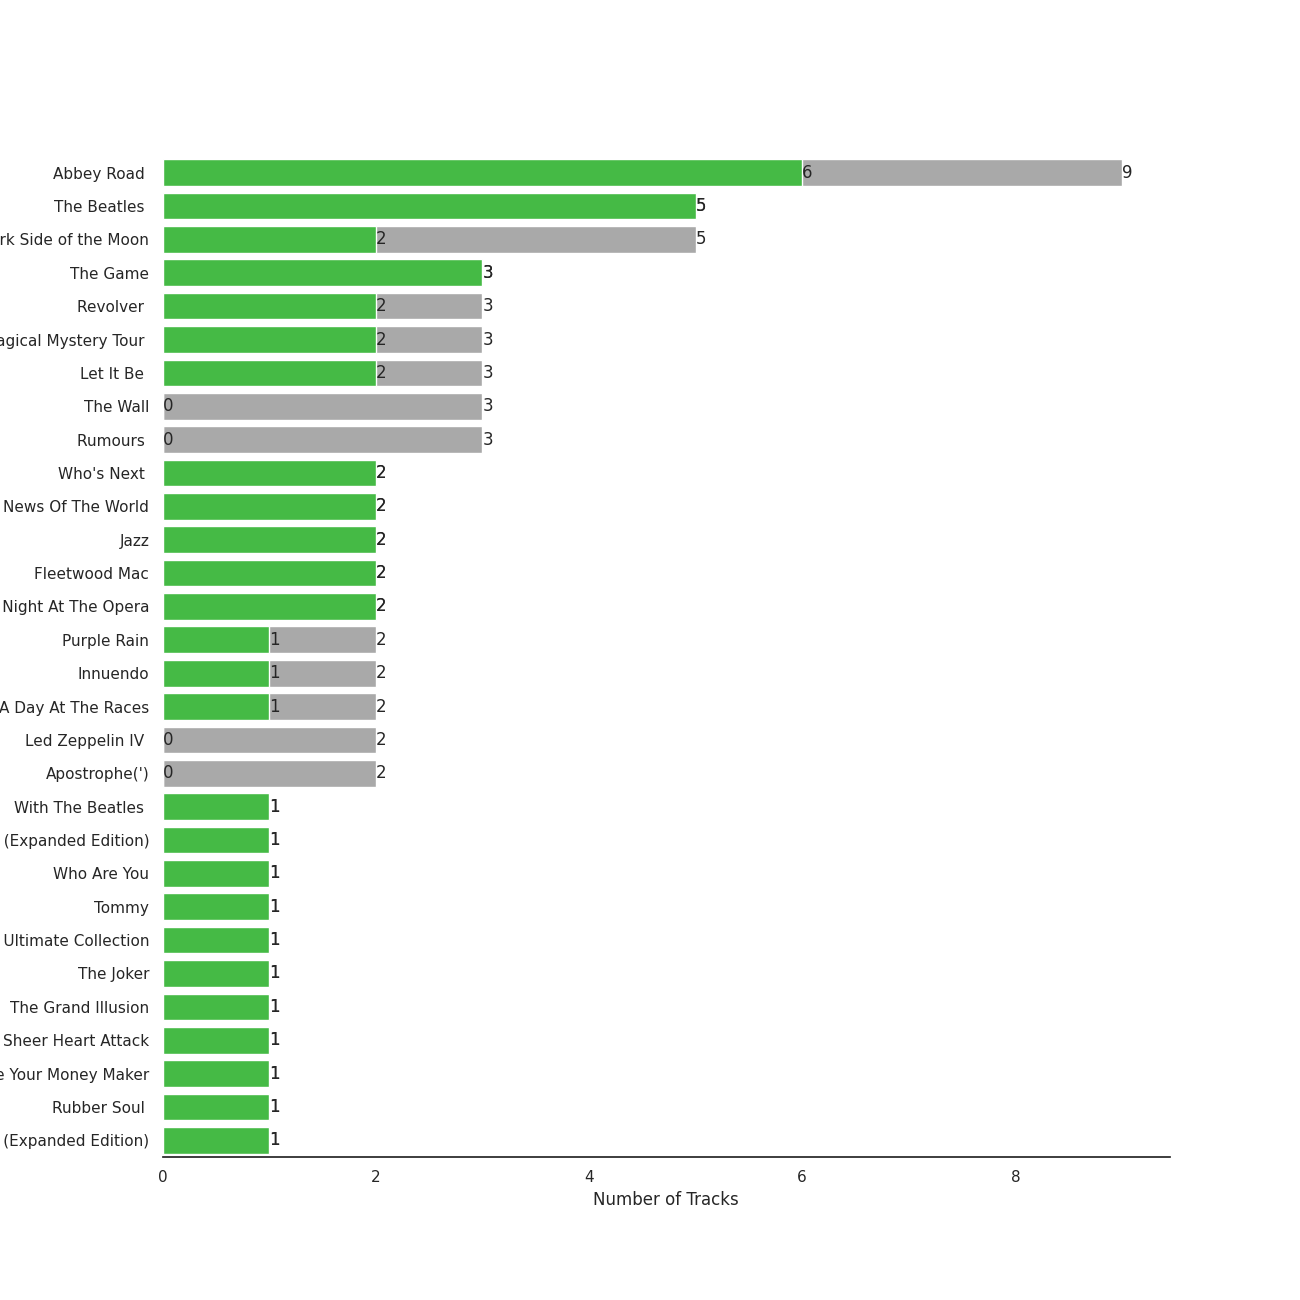 Abbey Road 6 9
The Beatles 5
Side of the Moon 2 5
The Game 3
Revolver 2 3
Mystery Tour 2 3
Let It Be 2 3
The Wall 0 3
Rumours 0 3
Who's Next 2
News Of The World 2
Jazz 2
Fleetwood Mac 2
Night At The Opera 2
Purple Rain 1 2
Innuendo 1 2
A Day At The Races 1 2
Led Zeppelin IV 0 2
Apostrophe(') 0 2
With The Beatles 1
(Expanded Edition) 1
Who Are You 1
Tommy 1
Ultimate Collection 1
The Joker 1
The Grand Illusion 1
Sheer Heart Attack 1
Your Money Maker 1
Rubber Soul 1
(Expanded Edition) 1
0 2 4 6 8
Number of Tracks